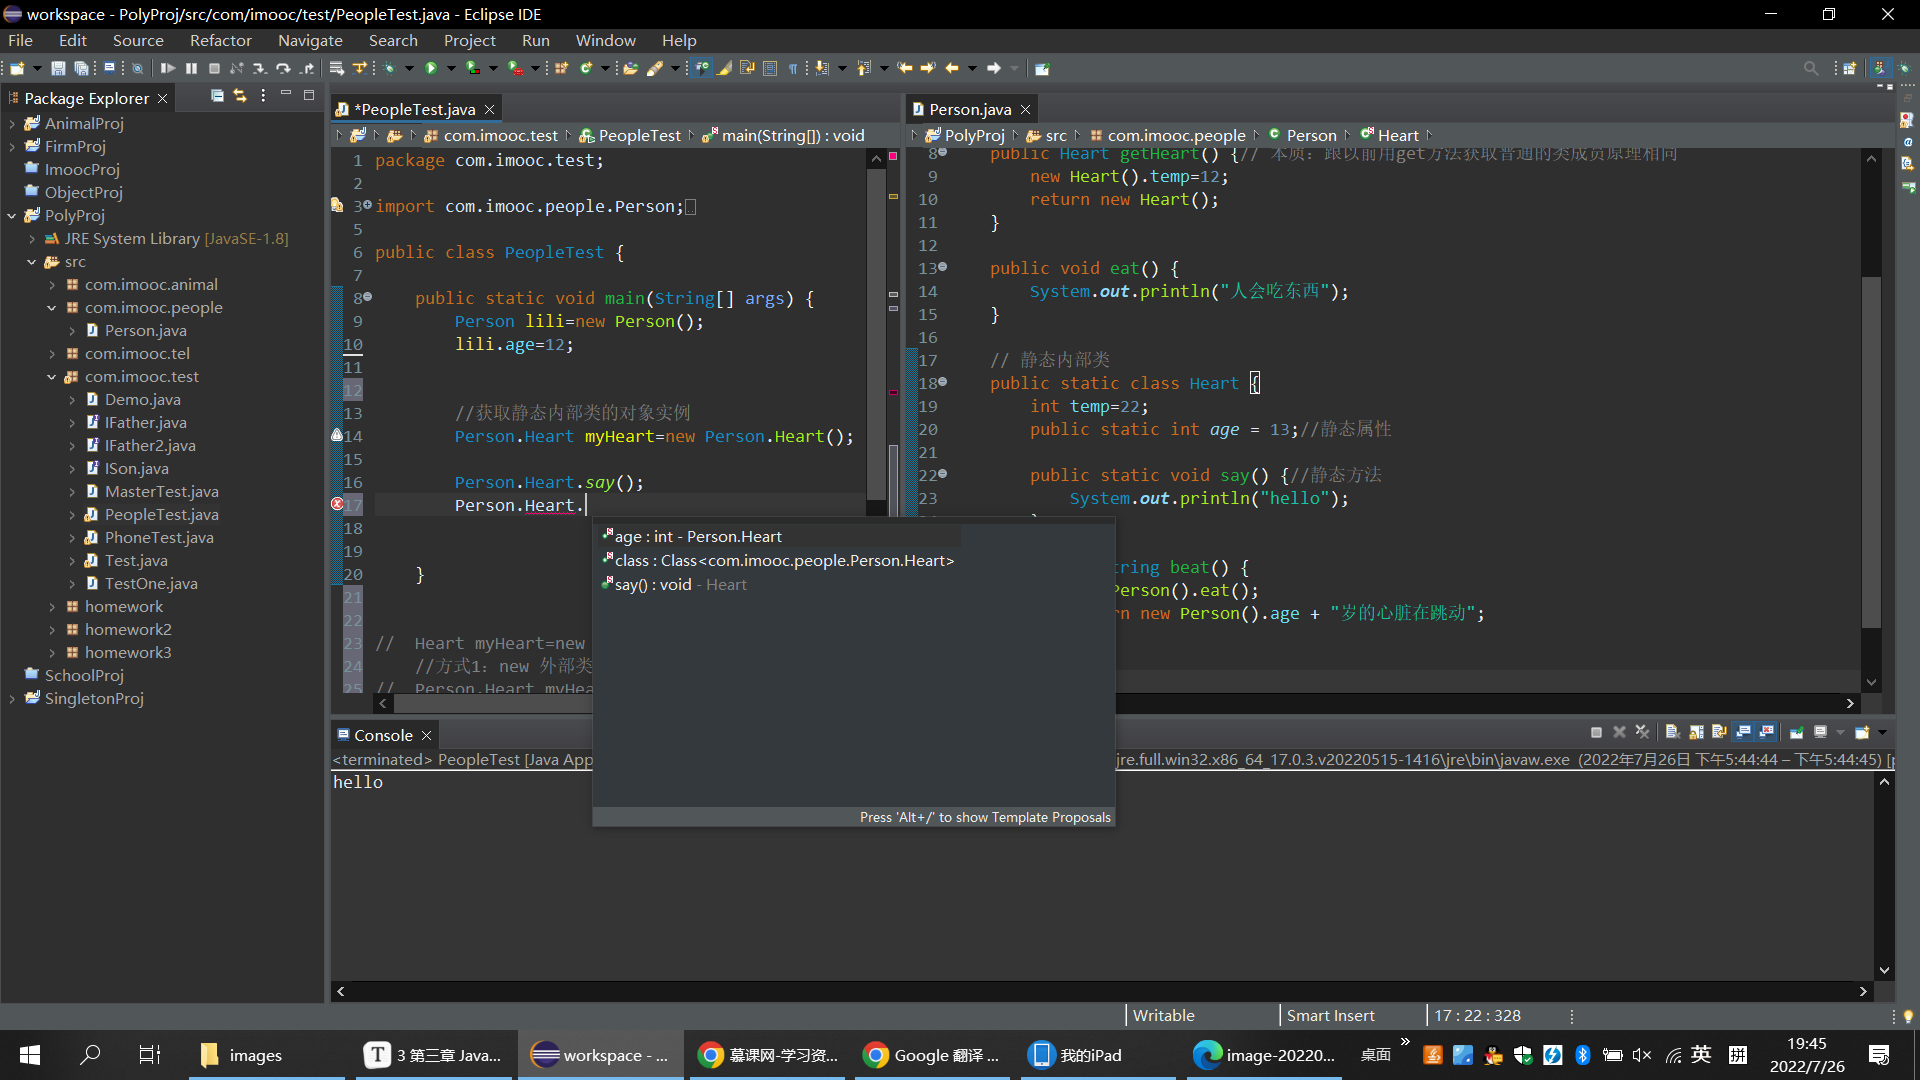 workspace - PolyProj/src/com/imooc/test/PeopleTest.java - Eclipse IDE
File Edit Source Refactor Navigate Search Project Run Window Help
Package Explorer
AnimalProj
FirmProj
ImoocProj
ObjectProj
PolyProj
JRE System Library [JavaSE-1.8]
src
com.imooc.animal
com.imooc.people
Person.java
com.imooc.tel
com.imooc.test
Demo.java
IFather.java
IFather2.java
ISon.java
MasterTest.java
PeopleTest.java
PhoneTest.java
Test.java
TestOne.java
homework
homework2
homework3
SchoolProj
SingletonProj
*PeopleTest.java
com.imooc.test PeopleTest main(String[]) : void
1 package com.imooc.test;
2
3 import com.imooc.people.Person;
5
6 public class PeopleTest {
7
8 public static void main(String[] args) {
9 Person lili=new Person();
10 lili.age=12;
11
12
13 //获取静态内部类的对象实例
14 Person.Heart myHeart=new Person.Heart();
15
16 Person.Heart.say();
17 Person.Heart.
18
19
20 }
21
22
23 // Heart myHeart=new
24 //方式1: new 外部类
25 // Person.Heart myHea
age : int - Person.Heart
class : Class<com.imooc.people.Person.Heart>
say() : void - Heart
Press 'Alt+/' to show Template Proposals
Person.java
PolyProj src com.imooc.people Person Heart
8 public Heart getHeart() {// 本质: 跟以前用get方法获取普通的类成员原理相同
9 new Heart().temp=12;
10 return new Heart();
11 }
12
13 public void eat() {
14 System.out.println("人会吃东西");
15 }
16
17 // 静态内部类
18 public static class Heart {
19 int temp=22;
20 public static int age = 13;//静态属性
21
22 public static void say() {//静态方法
23 System.out.println("hello");
tring beat() {
Person().eat();
rn new Person().age + "岁的心脏在跳动";
Console
<terminated> PeopleTest [Java App
jre.full.win32.x86_64_17.0.3.v20220515-1416\jre\bin\javaw.exe (2022年7月26日 下午5:44:44 – 下午5:44:45) [p
hello
Writable Smart Insert 17 : 22 : 328
images
3 第三章 Java...
workspace - ...
慕课网-学习资...
Google 翻译 ...
我的iPad
image-20220...
桌面
英
拼
19:45
2022/7/26